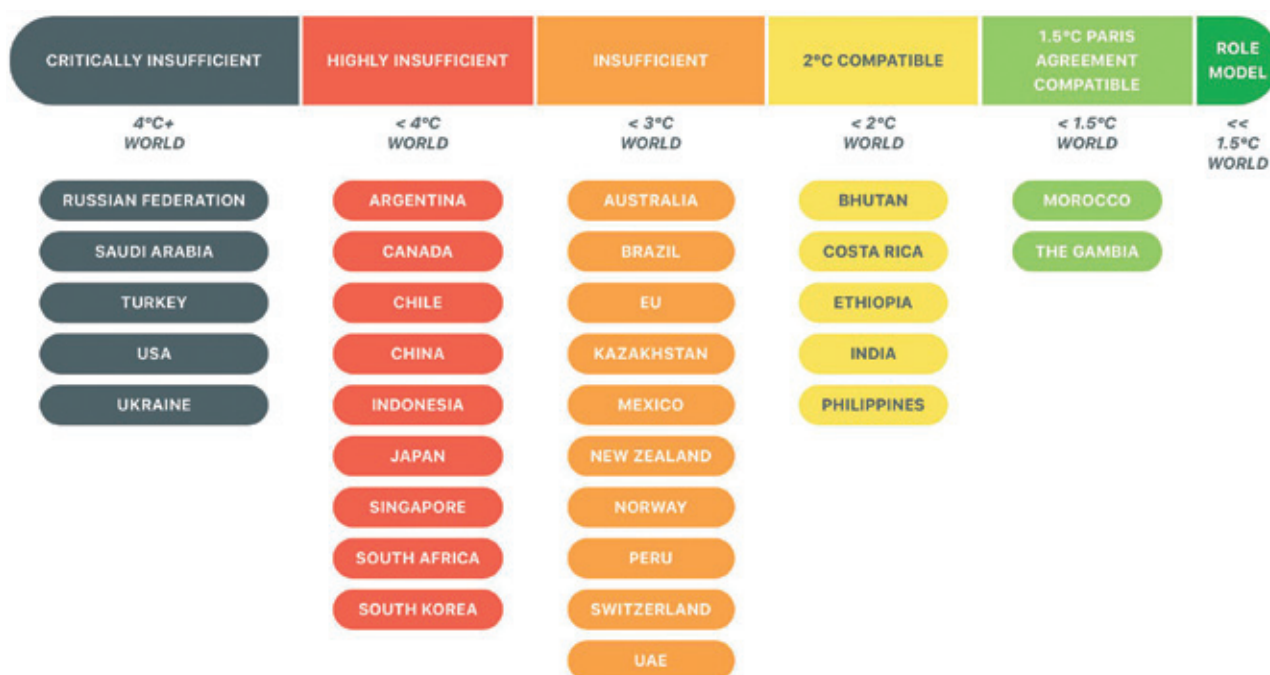 CRITICALLY INSUFFICIENT
HIGHLY INSUFFICIENT
INSUFFICIENT
2°C COMPATIBLE
1.5°C PARIS
AGREEMENT
COMPATIBLE
ROLE
MODEL
4°C+
WORLD
< 4°C
WORLD
< 3°C
WORLD
< 2°C
WORLD
< 1.5°C
WORLD
<<
1.5°C
WORLD
RUSSIAN FEDERATION
SAUDI ARABIA
TURKEY
USA
UKRAINE
ARGENTINA
CANADA
CHILE
CHINA
INDONESIA
JAPAN
SINGAPORE
SOUTH AFRICA
SOUTH KOREA
AUSTRALIA
BRAZIL
EU
KAZAKHSTAN
MEXICO
NEW ZEALAND
NORWAY
PERU
SWITZERLAND
UAE
BHUTAN
COSTA RICA
ETHIOPIA
INDIA
PHILIPPINES
MOROCCO
THE GAMBIA